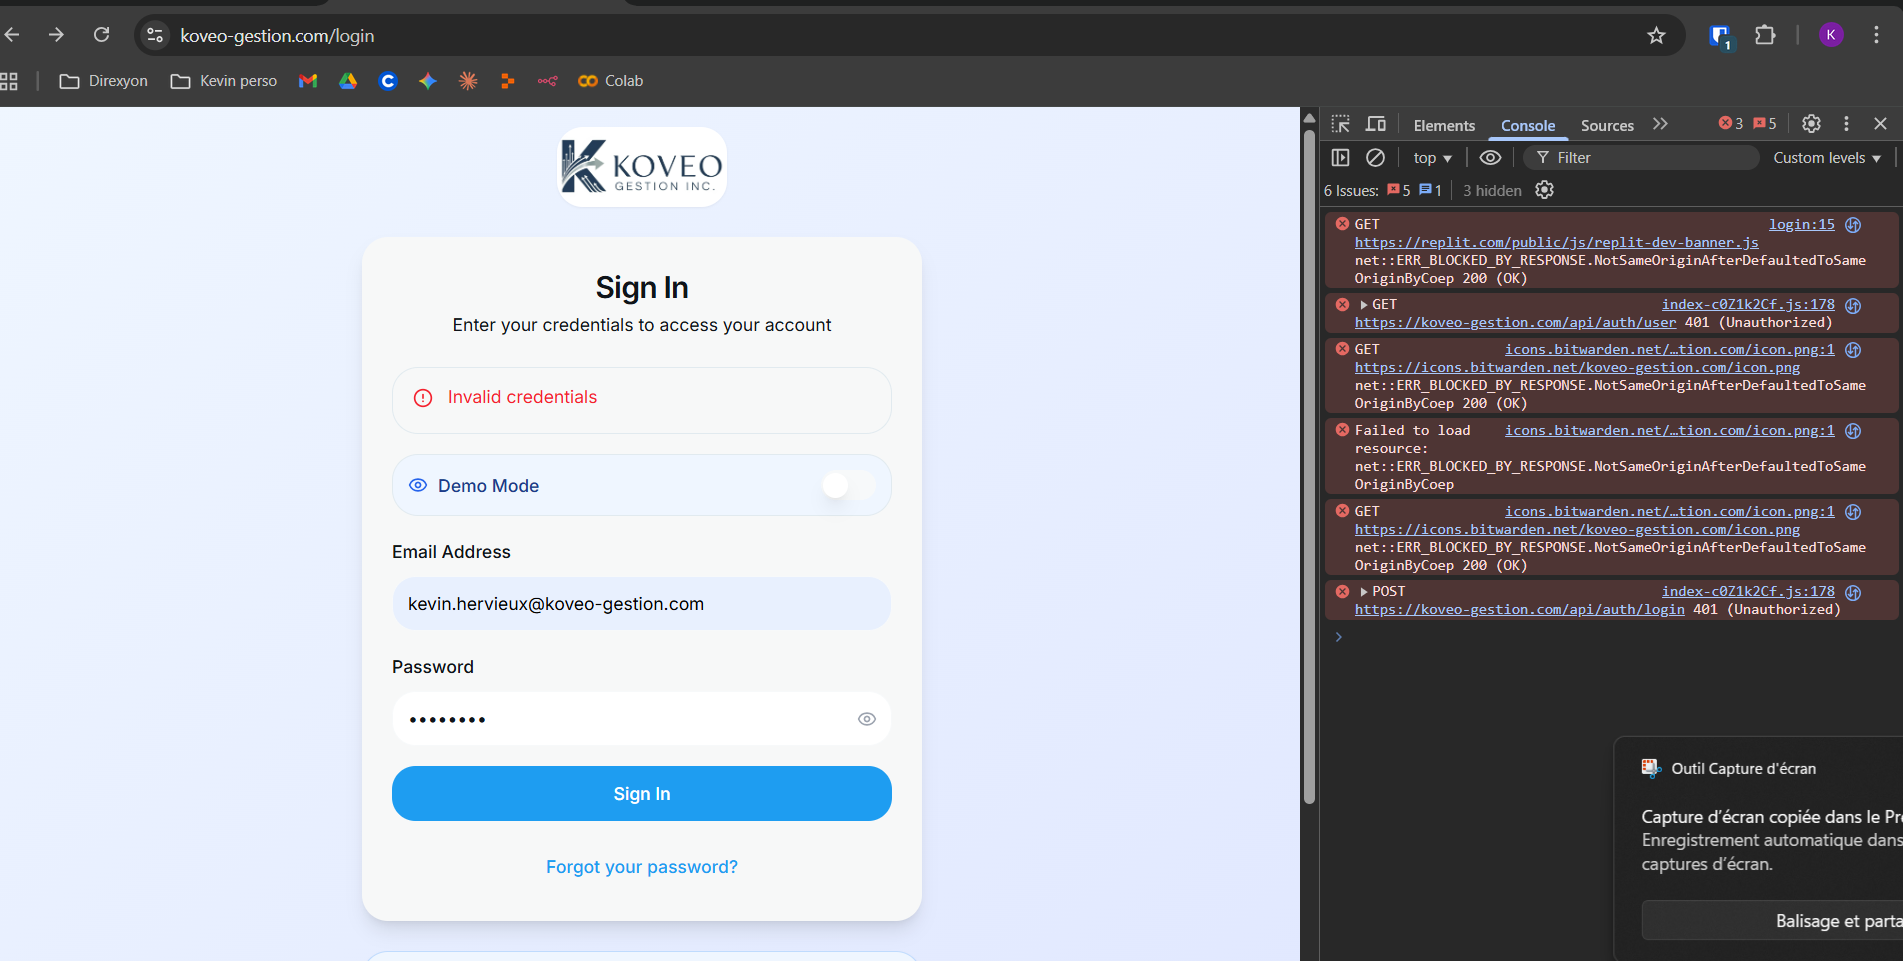 koveo-gestion.com/login
K
1
Direxyon
Kevin perso
Colab
KOVEO
GESTION INC.
Sign In
Enter your credentials to access your account
Invalid credentials
Demo Mode
Email Address
kevin.hervieux@koveo-gestion.com
Password
••••••••
Sign In
Forgot your password?
Elements
Console
Sources
3
5
top
Filter
Custom levels
6 Issues:
5
1
3 hidden
GET login:15
https://replit.com/public/js/replit-dev-banner.js
net::ERR_BLOCKED_BY_RESPONSE.NotSameOriginAfterDefaultedToSame
OriginByCoep 200 (OK)
GET index-c0Z1k2Cf.js:178
https://koveo-gestion.com/api/auth/user 401 (Unauthorized)
GET icons.bitwarden.net/…tion.com/icon.png:1
https://icons.bitwarden.net/koveo-gestion.com/icon.png
net::ERR_BLOCKED_BY_RESPONSE.NotSameOriginAfterDefaultedToSame
OriginByCoep 200 (OK)
Failed to load icons.bitwarden.net/…tion.com/icon.png:1
resource:
net::ERR_BLOCKED_BY_RESPONSE.NotSameOriginAfterDefaultedToSame
OriginByCoep
GET icons.bitwarden.net/…tion.com/icon.png:1
https://icons.bitwarden.net/koveo-gestion.com/icon.png
net::ERR_BLOCKED_BY_RESPONSE.NotSameOriginAfterDefaultedToSame
OriginByCoep 200 (OK)
POST index-c0Z1k2Cf.js:178
https://koveo-gestion.com/api/auth/login 401 (Unauthorized)
Outil Capture d'écran
Capture d'écran copiée dans le Pr
Enregistrement automatique dans
captures d'écran.
Balisage et parta